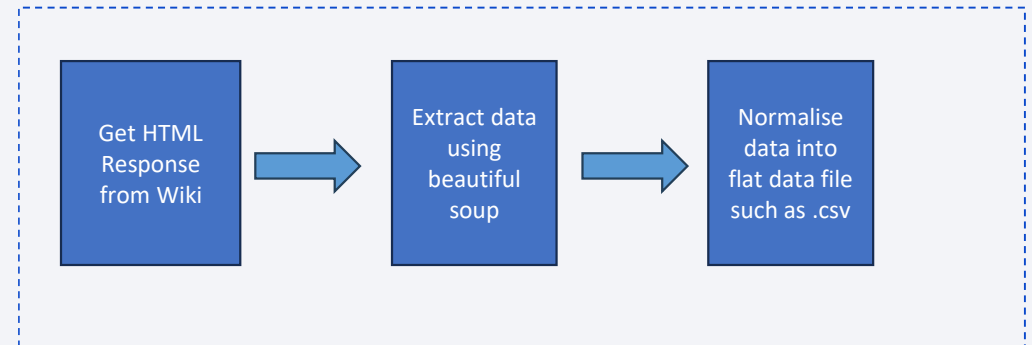 Get HTML
Response
from Wiki
Extract data
using
beautiful
soup
Normalise
data into
flat data file
such as .csv